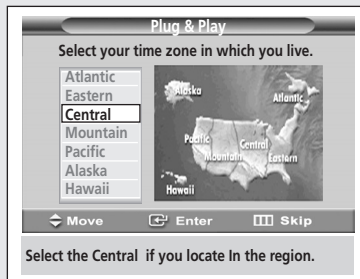 Plug & Play
Select your time zone in which you live.
Atlantic
Eastern
Central
Mountain
Pacific
Alaska
Hawaii
Alaska
Atlantic
Pacific
Central
Mountain
Eastern
Hawaii
Move Enter Skip
Select the Central if you locate In the region.